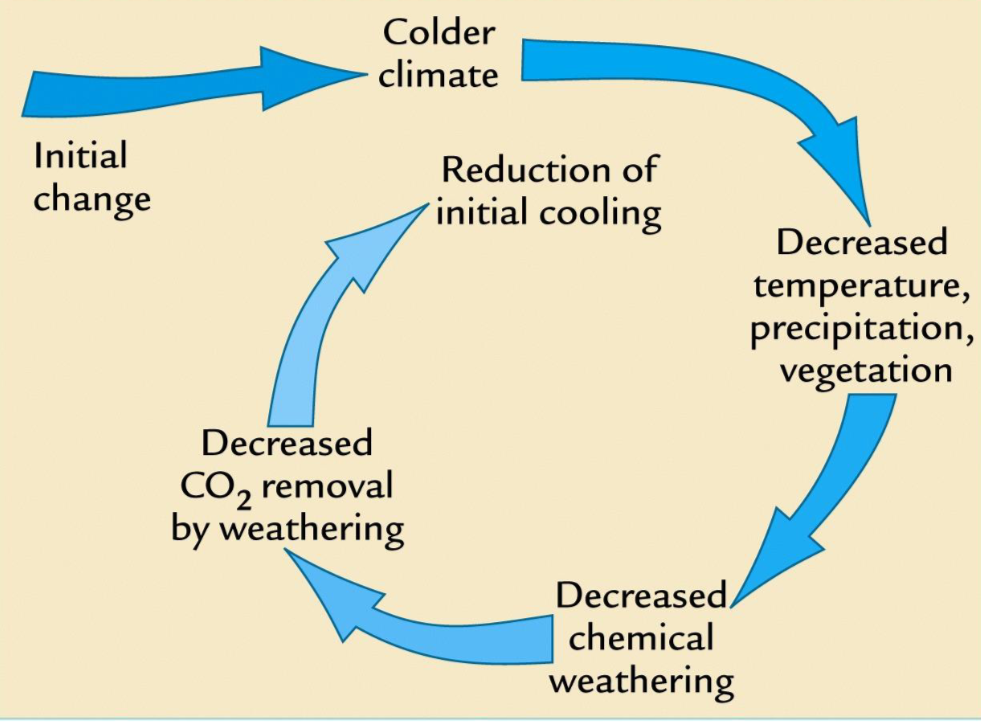 Initial
change
Colder
climate
Decreased
temperature,
precipitation,
vegetation
Decreased
chemical
weathering
Decreased
CO₂ removal
by weathering
Reduction of
initial cooling